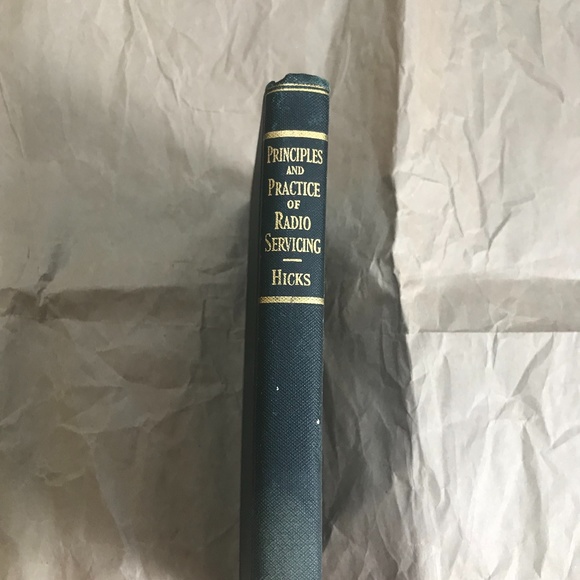 PRINCIPLES
AND
PRACTICE
OF
RADIO
SERVICING
HICKS